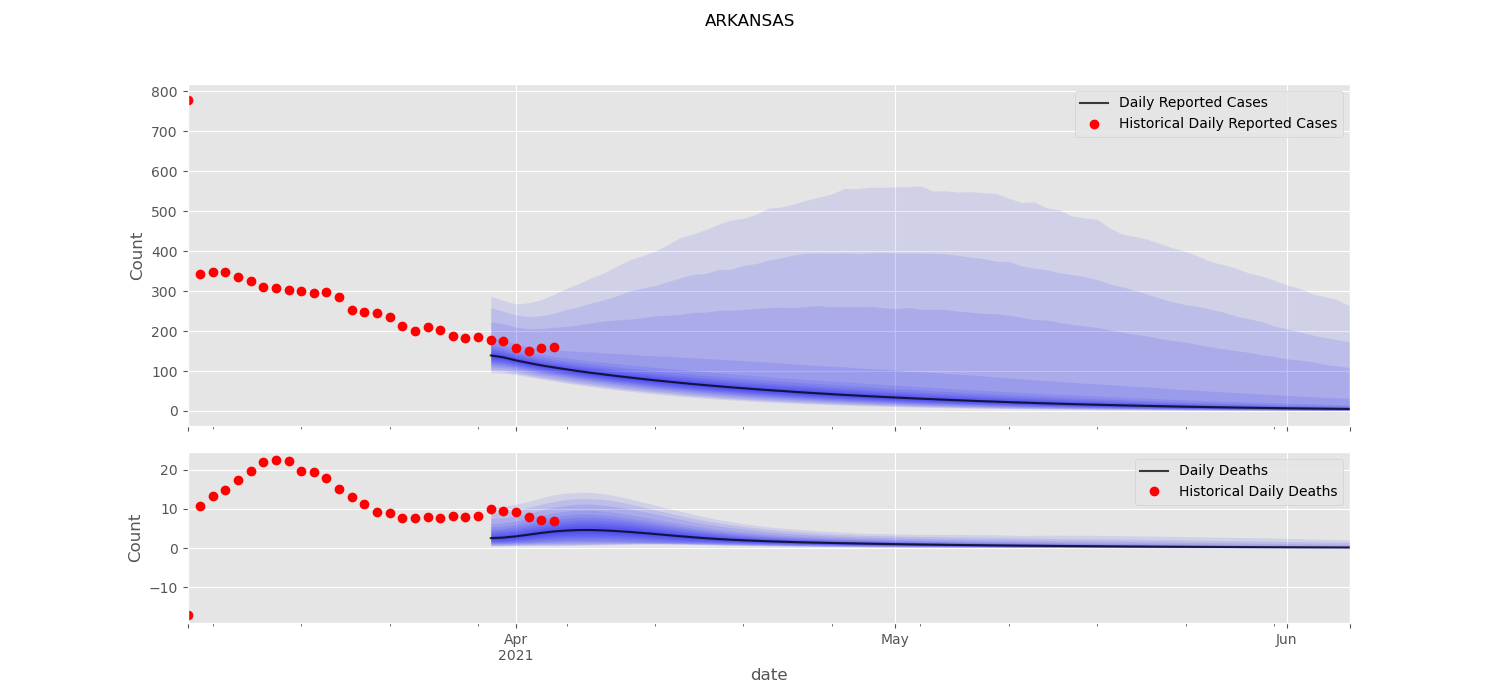 ARKANSAS
800
700
600
500
400
300
200
100
0
Count
Daily Reported Cases
Historical Daily Reported Cases
20
10
0
−10
Count
Daily Deaths
Historical Daily Deaths
Apr
2021
May
Jun
date